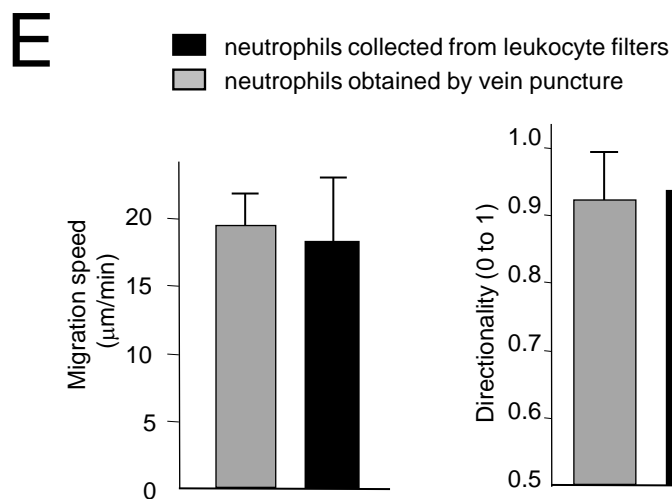 E
neutrophils collected from leukocyte filters
neutrophils obtained by vein puncture
Migration speed
(μm/min)
20
15
10
5
0
Directionality (0 to 1)
1.0
0.9
0.8
0.7
0.6
0.5